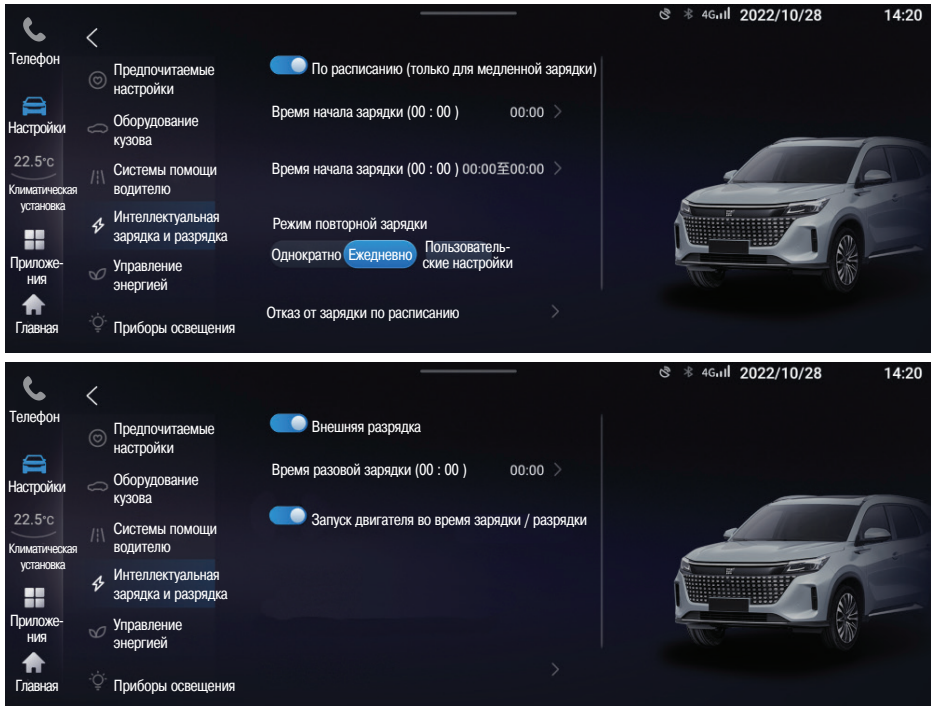 4G 2022/10/28 14:20
Телефон
Настройки
22.5°C
Климатическая
установка
Приложе-
ния
Главная
Предпочитаемые
настройки
Оборудование
кузова
Системы помощи
водителю
Интеллектуальная
зарядка и разрядка
Управление
энергией
Приборы освещения
По расписанию (только для медленной зарядки)
Время начала зарядки (00 : 00 ) 00:00
Время начала зарядки (00 : 00 ) 00:00至00:00
Режим повторной зарядки
Однократно Ежедневно Пользователь-
ские настройки
Отказ от зарядки по расписанию
4G 2022/10/28 14:20
Телефон
Настройки
22.5°C
Климатическая
установка
Приложе-
ния
Главная
Предпочитаемые
настройки
Оборудование
кузова
Системы помощи
водителю
Интеллектуальная
зарядка и разрядка
Управление
энергией
Приборы освещения
Внешняя разрядка
Время разовой зарядки (00 : 00 ) 00:00
Запуск двигателя во время зарядки / разрядки